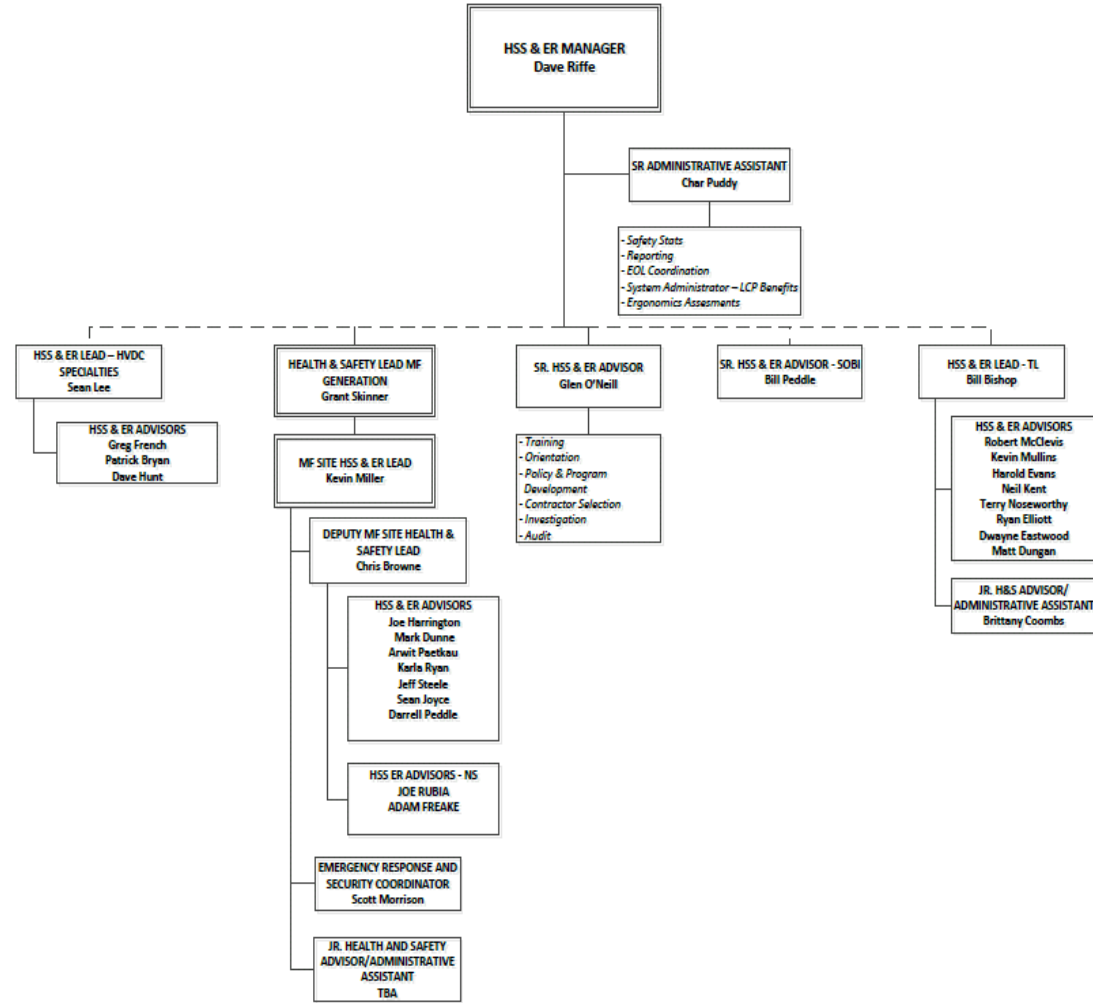 HSS & ER MANAGER
Dave Riffe
SR ADMINISTRATIVE ASSISTANT
Char Puddy
- Safety Stats
- Reporting
- EOL Coordination
- System Administrator – LCP Benefits
- Ergonomics Assesments
HSS & ER LEAD – HVDC
SPECIALTIES
Sean Lee
HSS & ER ADVISORS
Greg French
Patrick Bryan
Dave Hunt
HEALTH & SAFETY LEAD MF
GENERATION
Grant Skinner
MF SITE HSS & ER LEAD
Kevin Miller
DEPUTY MF SITE HEALTH &
SAFETY LEAD
Chris Browne
HSS & ER ADVISORS
Joe Harrington
Mark Dunne
Arwit Paetkau
Karla Ryan
Jeff Steele
Sean Joyce
Darrell Peddle
HSS ER ADVISORS - NS
JOE RUBIA
ADAM FREAKE
EMERGENCY RESPONSE AND
SECURITY COORDINATOR
Scott Morrison
JR. HEALTH AND SAFETY
ADVISOR/ADMINISTRATIVE
ASSISTANT
TBA
SR. HSS & ER ADVISOR
Glen O'Neill
- Training
- Orientation
- Policy & Program
Development
- Contractor Selection
- Investigation
- Audit
SR. HSS & ER ADVISOR - SOBI
Bill Peddle
HSS & ER LEAD - TL
Bill Bishop
HSS & ER ADVISORS
Robert McClevis
Kevin Mullins
Harold Evans
Neil Kent
Terry Noseworthy
Ryan Elliott
Dwayne Eastwood
Matt Dungan
JR. H&S ADVISOR/
ADMINISTRATIVE ASSISTANT
Brittany Coombs